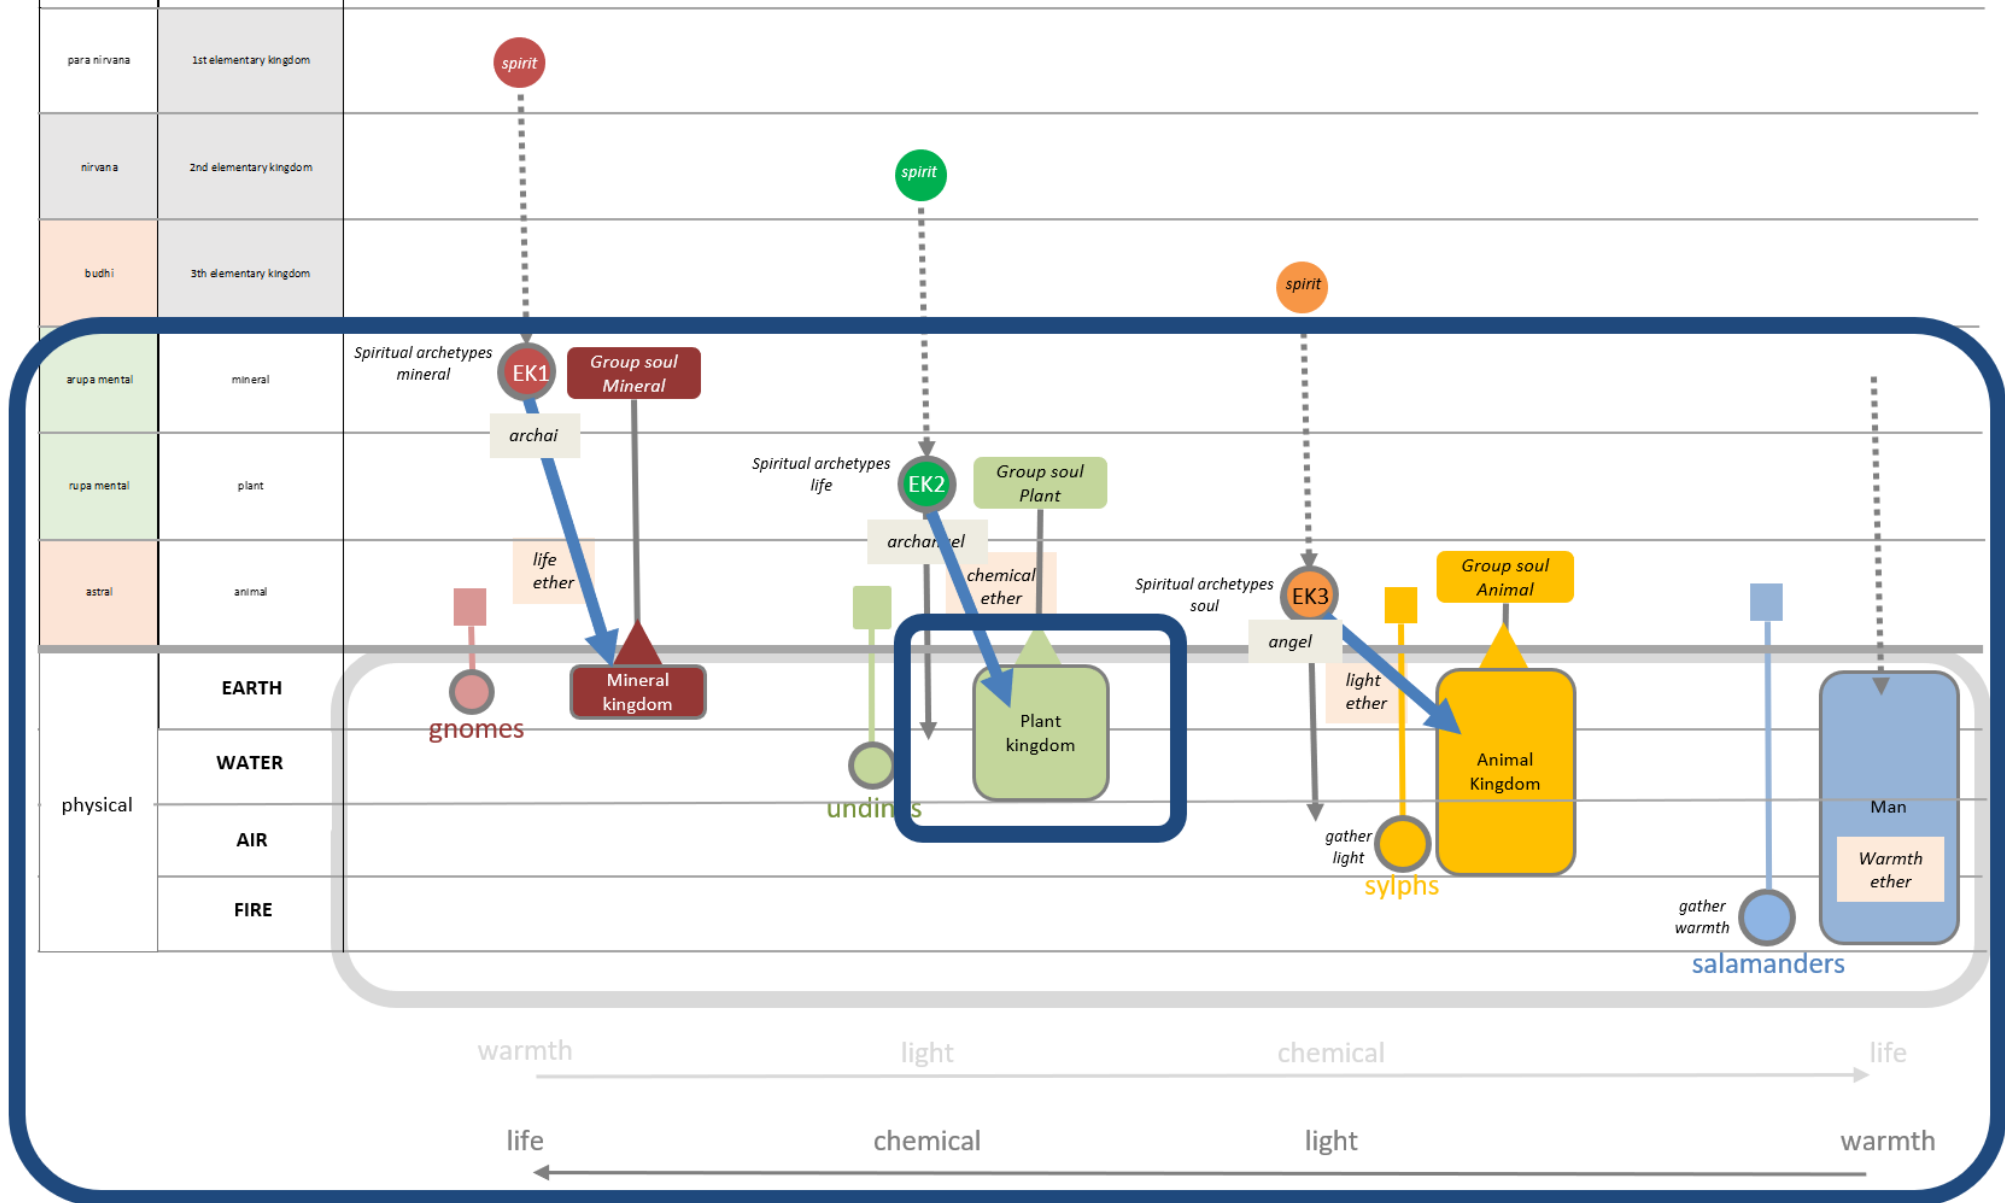 para nirvana
1st elementary kingdom
spirit
nirvana
2nd elementary kingdom
spirit
budhi
3th elementary kingdom
spirit
arupa mental
mineral
Spiritual archetypes
mineral
EK1
Group soul
Mineral
archai
rupa mental
plant
Spiritual archetypes
life
EK2
Group soul
Plant
archangel
astral
animal
life
ether
chemical
ether
Spiritual archetypes
soul
EK3
Group soul
Animal
angel
light
ether
physical
EARTH
WATER
AIR
FIRE
gnomes
Mineral
kingdom
undines
Plant
kingdom
gather
light
sylphs
Animal
Kingdom
gather
warmth
salamanders
Man
Warmth
ether
warmth
light
chemical
life
life
chemical
light
warmth